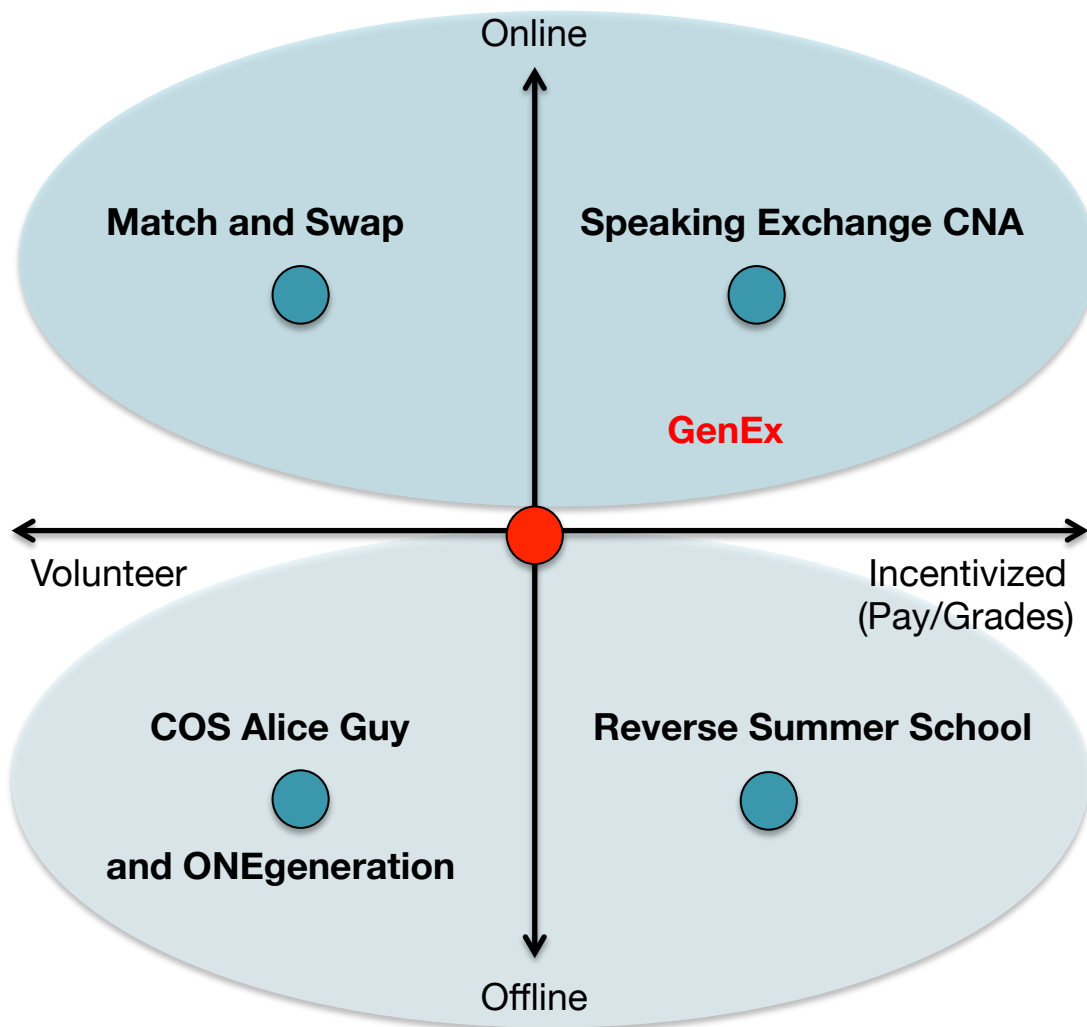 Online
Match and Swap
Speaking Exchange CNA
GenEx
Volunteer
Incentivized
(Pay/Grades)
COS Alice Guy
and ONEgeneration
Reverse Summer School
Offline